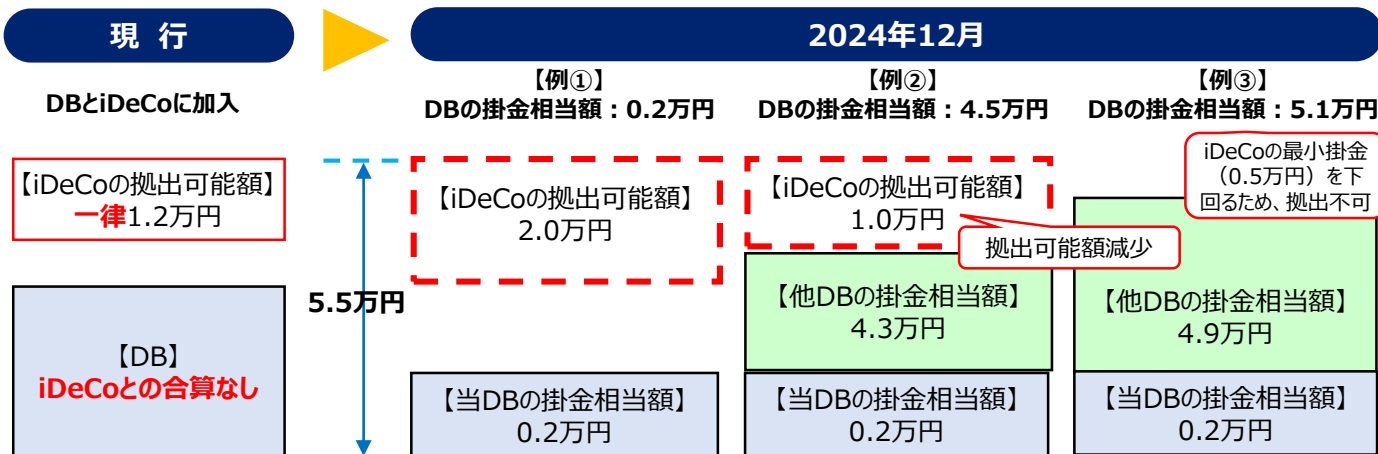 現 行
2024年12月
DBとiDeCoに加入
【例①】
DBの掛金相当額：0.2万円
【例②】
DBの掛金相当額：4.5万円
【例③】
DBの掛金相当額：5.1万円
【iDeCoの拠出可能額】
一律1.2万円
【DB】
iDeCoとの合算なし
5.5万円
【iDeCoの拠出可能額】
2.0万円
【当DBの掛金相当額】
0.2万円
【iDeCoの拠出可能額】
1.0万円
拠出可能額減少
【他DBの掛金相当額】
4.3万円
【当DBの掛金相当額】
0.2万円
iDeCoの最小掛金
（0.5万円）を下
回るため、拠出不可
【他DBの掛金相当額】
4.9万円
【当DBの掛金相当額】
0.2万円